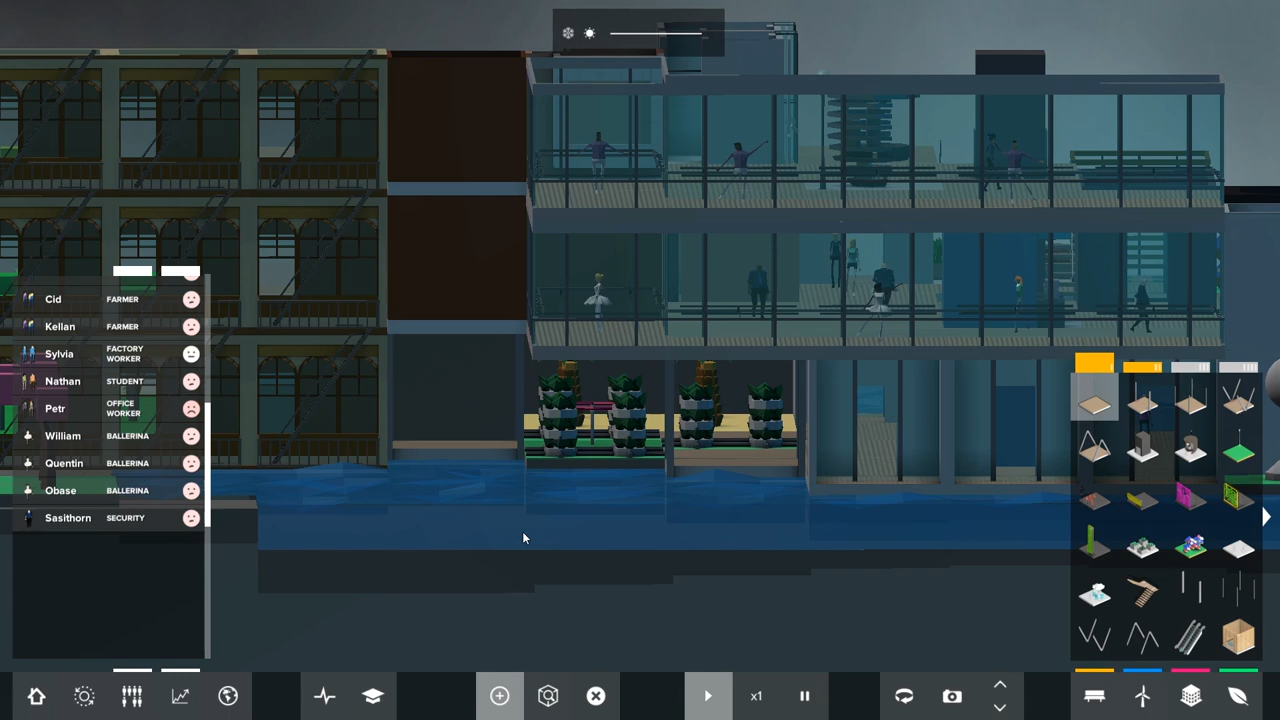 Cid FARMER
Kellan FARMER
Sylvia FACTORY
WORKER
Nathan STUDENT
Petr OFFICE
WORKER
William BALLERINA
Quentin BALLERINA
Obase BALLERINA
Sasithorn SECURITY
x1